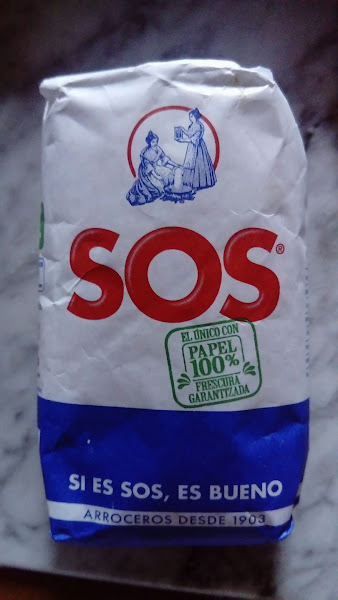 SOS®
EL ÚNICO CON
PAPEL
100%
FRESCURA
GARANTIZADA
SI ES SOS, ES BUENO
ARROCEROS DESDE 1903